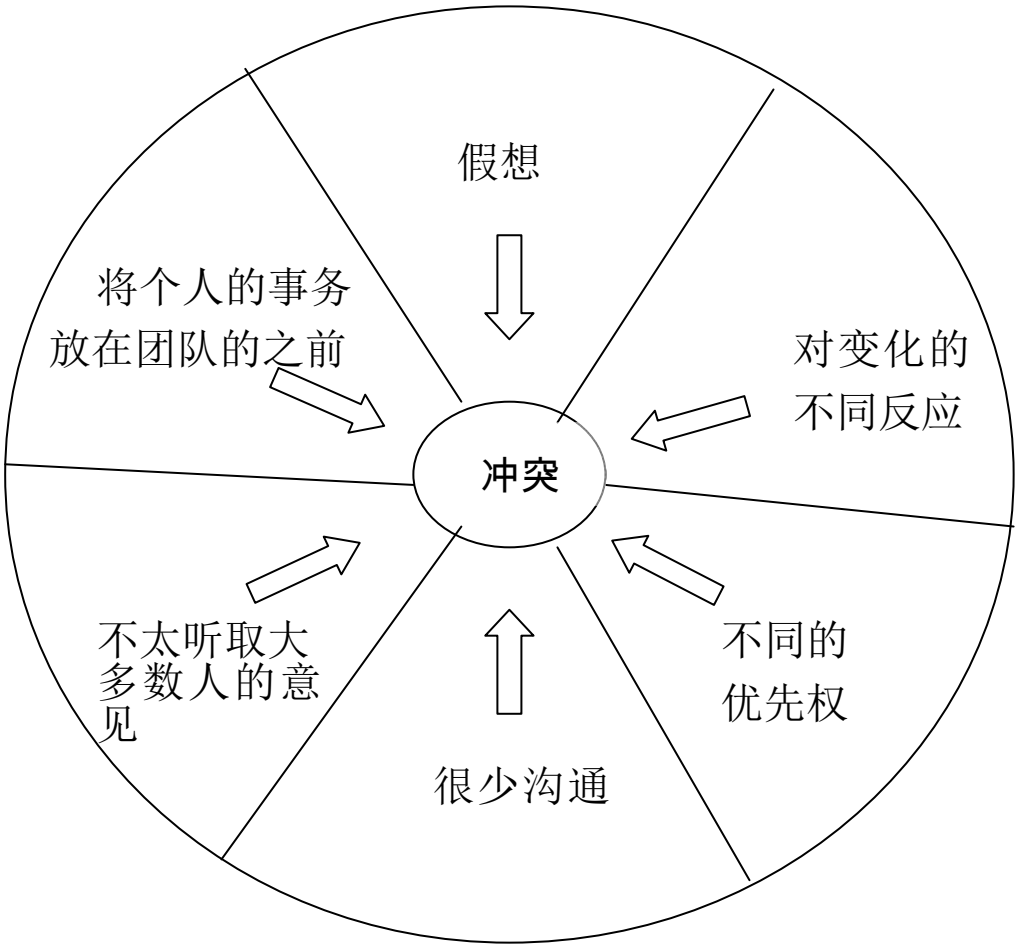 假想
将个人的事务
放在团队的之前
对变化的
不同反应
冲突
不太听取大
多数人的意
见
不同的
优先权
很少沟通